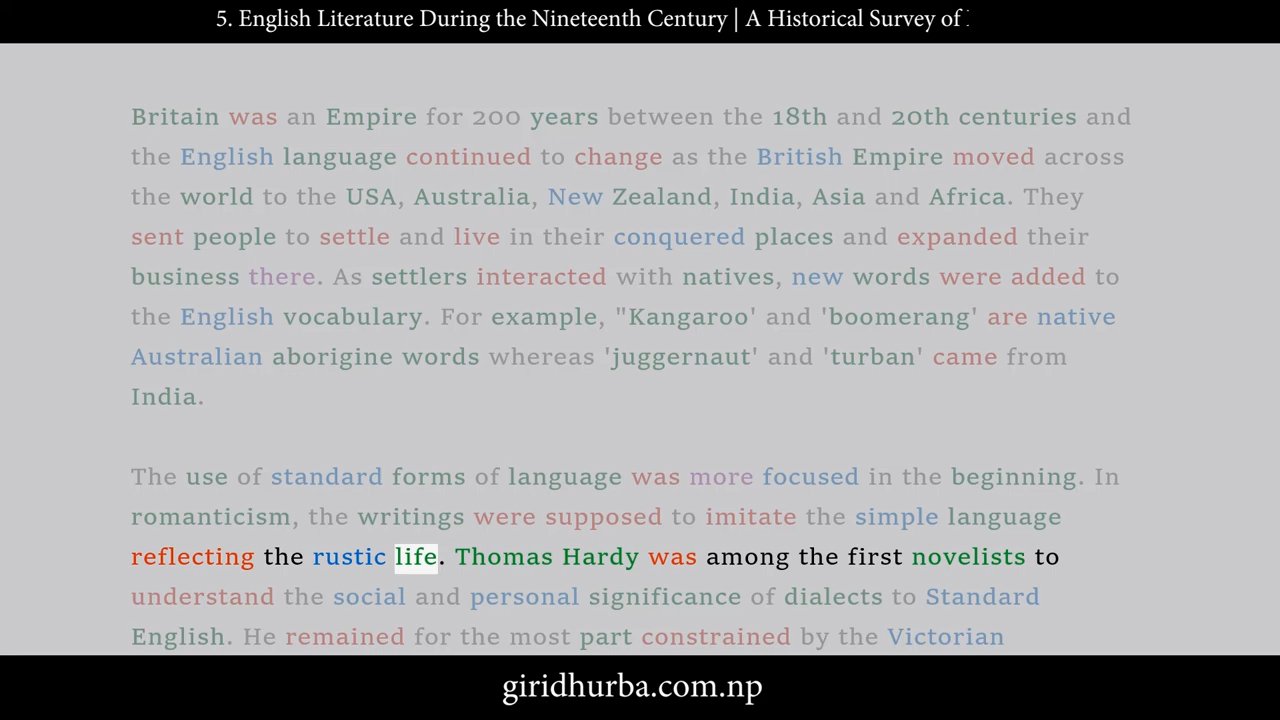 5. English Literature During the Nineteenth Century | A Historical Survey of
Britain was an Empire for 200 years between the 18th and 20th centuries and
the English language continued to change as the British Empire moved across
the world to the USA, Australia, New Zealand, India, Asia and Africa. They
sent people to settle and live in their conquered places and expanded their
business there. As settlers interacted with natives, new words were added to
the English vocabulary. For example, "Kangaroo' and 'boomerang' are native
Australian aborigine words whereas 'juggernaut' and 'turban' came from
India.
The use of standard forms of language was more focused in the beginning. In
romanticism, the writings were supposed to imitate the simple language
reflecting the rustic life. Thomas Hardy was among the first novelists to
understand the social and personal significance of dialects to Standard
English. He remained for the most part constrained by the Victorian
giridhurba.com.np